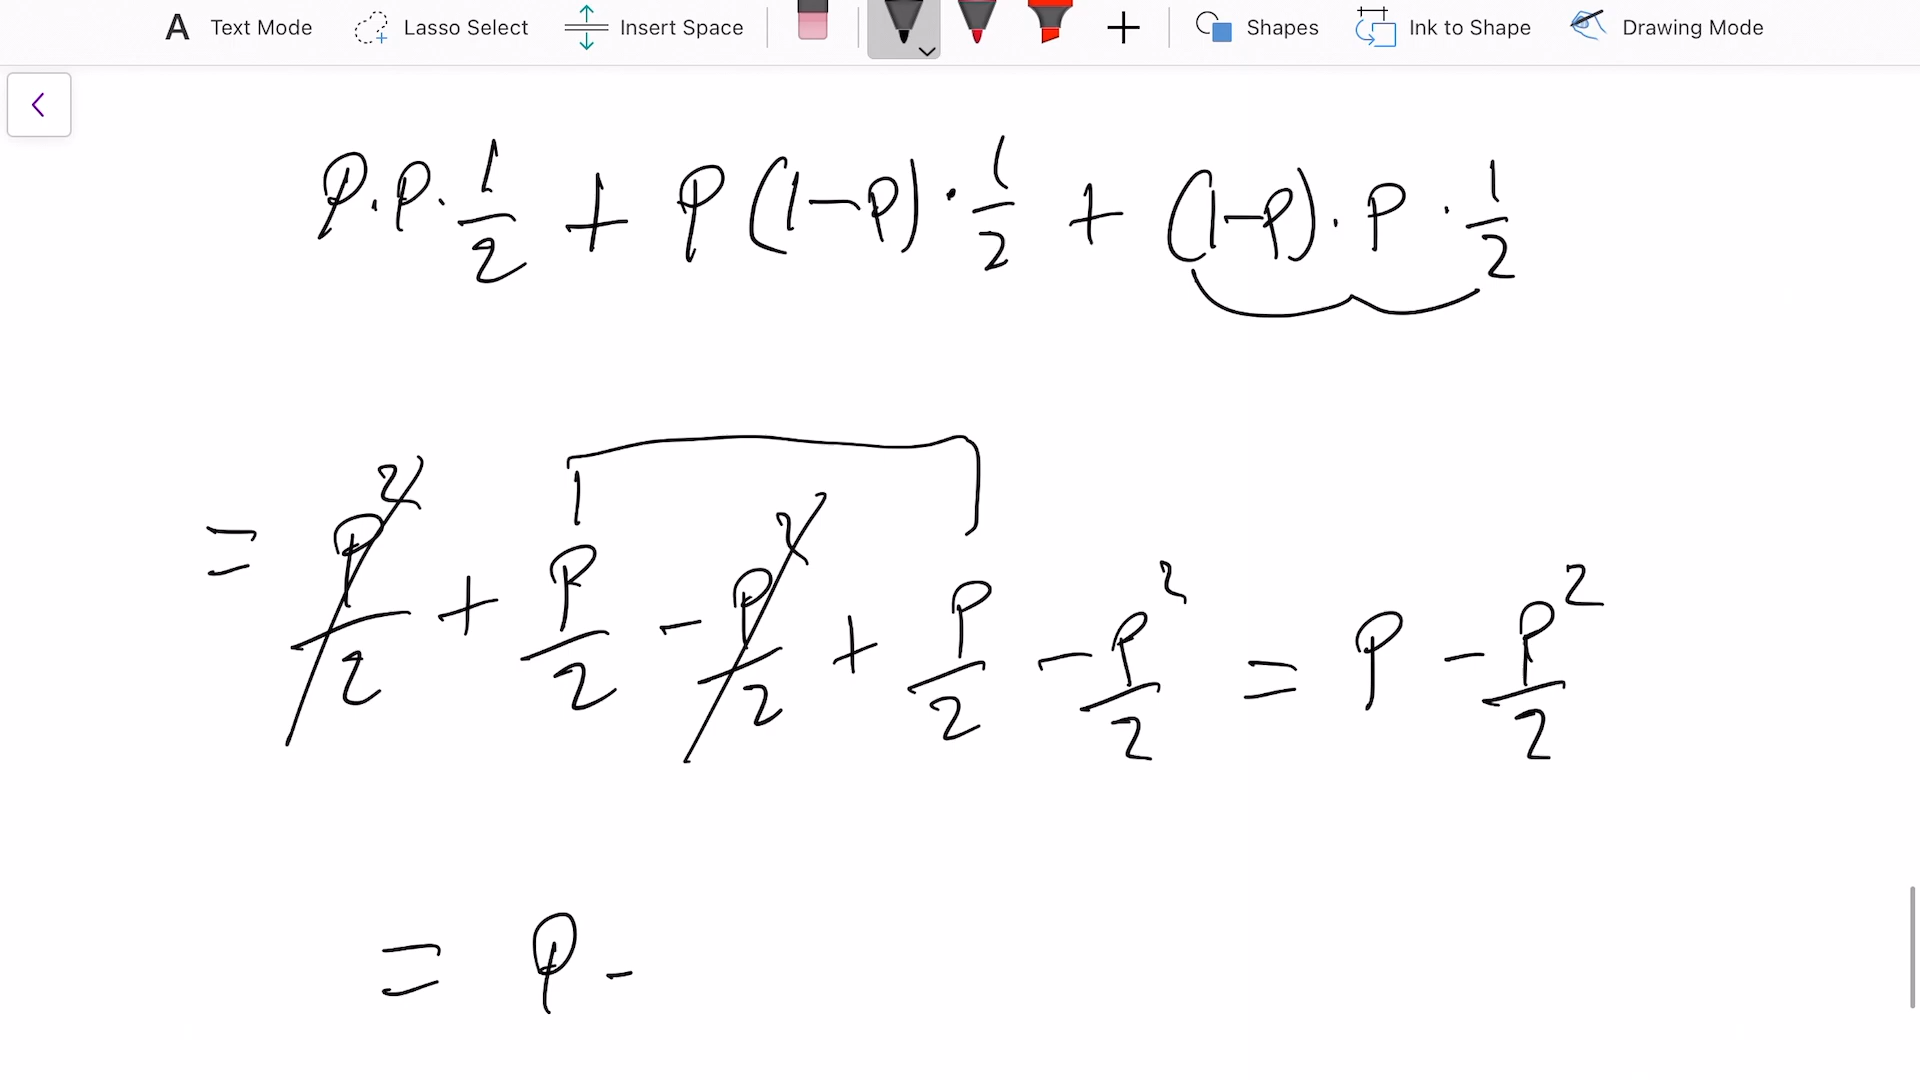 A Text Mode Lasso Select Insert Space Shapes Ink to Shape Drawing Mode
P.P.1/2 + P(1-P)·1/2 + (1-P)·P·1/2
= P²/2 + P/2 - P²/2 + P/2 - P²/2 = P - P²/2
= P -